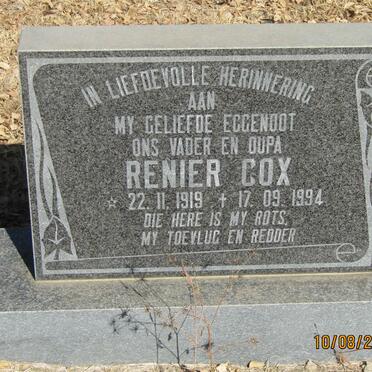 IN LIEFDEVOLLE HERINNERING
AAN
MY GELIEFDE EGGENOOT
ONS VADER EN OUPA
RENIER COX
☆ 22. 11. 1919 + 17. 09. 1994
DIE HERE IS MY ROTS,
MY TOEVLUG EN REDDER
10/08/2